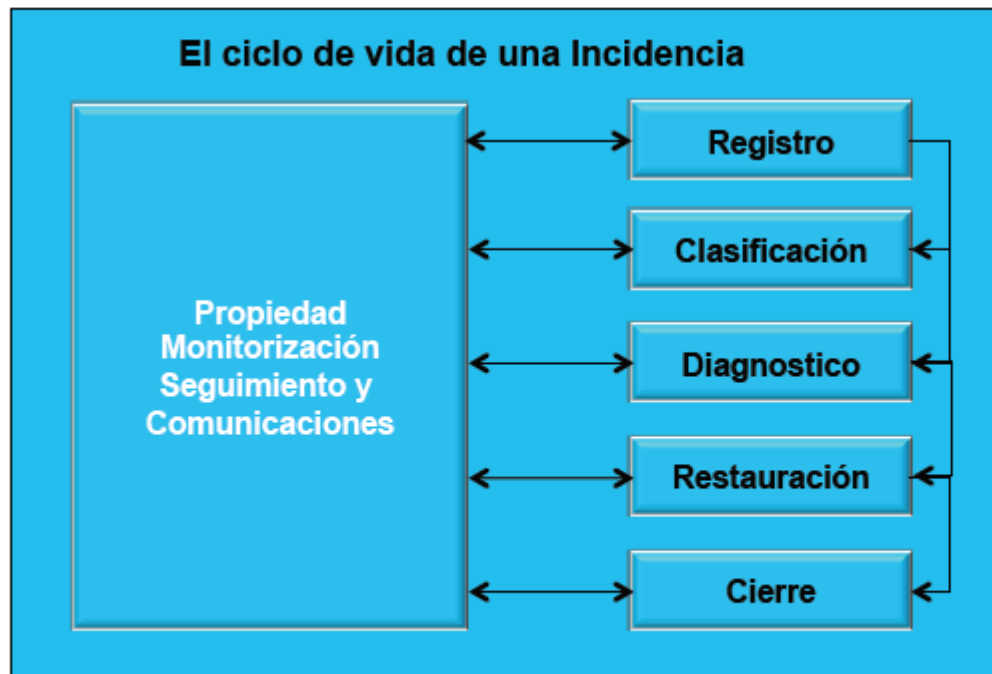 El ciclo de vida de una Incidencia
Propiedad
Monitorización
Seguimiento y
Comunicaciones
Registro
Clasificación
Diagnostico
Restauración
Cierre